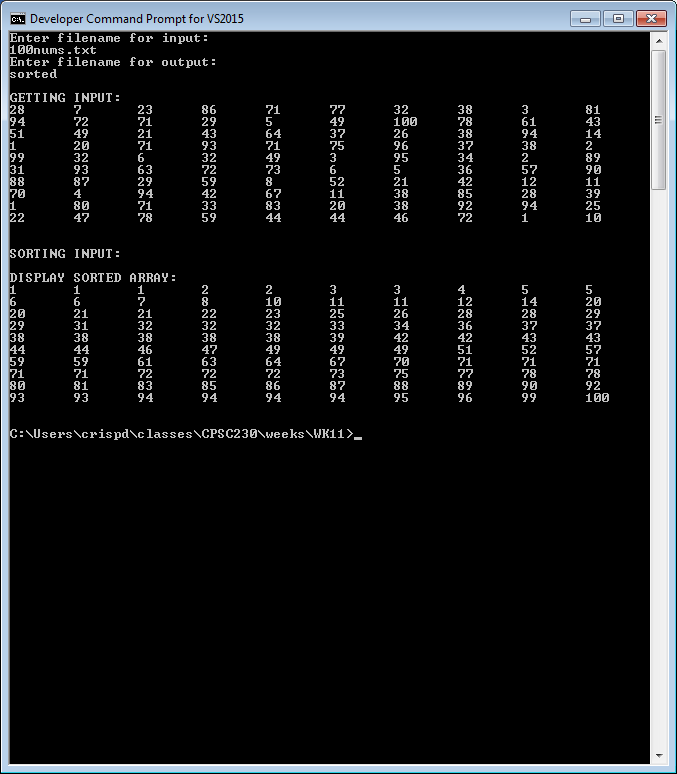 Developer Command Prompt for VS2015
Enter filename for input:
100nums.txt
Enter filename for output:
sorted
GETTING INPUT:
28 7 23 86 71 77 32 38 3 81
94 72 71 29 5 49 100 78 61 43
51 49 21 43 64 37 26 38 94 14
1 20 71 93 71 75 96 37 38 2
99 32 6 32 49 3 95 34 2 89
31 93 63 72 73 6 5 36 57 90
88 87 29 59 8 52 21 42 12 11
70 4 94 42 67 11 38 85 28 39
1 80 71 33 83 20 38 92 94 25
22 47 78 59 44 44 46 72 1 10
SORTING INPUT:
DISPLAY SORTED ARRAY:
1 1 1 2 2 3 3 4 5 5
6 6 7 8 10 11 11 12 14 20
20 21 21 22 23 25 26 28 28 29
29 31 32 32 32 33 34 36 37 37
38 38 38 38 38 39 42 42 43 43
44 44 46 47 49 49 49 51 52 57
59 59 61 63 64 67 70 71 71 71
71 71 72 72 72 73 75 77 78 78
80 81 83 85 86 87 88 89 90 92
93 93 94 94 94 94 95 96 99 100
C:\Users\crispd\classes\CPSC230\weeks\WK11>_